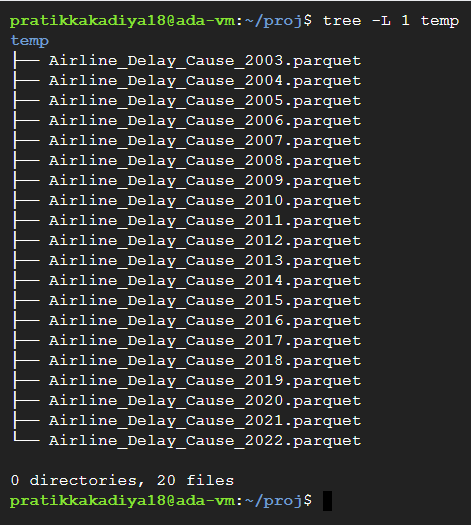 pratikkakadiya18@ada-vm:~/proj$ tree -L 1 temp
temp
├── Airline_Delay_Cause_2003.parquet
├── Airline_Delay_Cause_2004.parquet
├── Airline_Delay_Cause_2005.parquet
├── Airline_Delay_Cause_2006.parquet
├── Airline_Delay_Cause_2007.parquet
├── Airline_Delay_Cause_2008.parquet
├── Airline_Delay_Cause_2009.parquet
├── Airline_Delay_Cause_2010.parquet
├── Airline_Delay_Cause_2011.parquet
├── Airline_Delay_Cause_2012.parquet
├── Airline_Delay_Cause_2013.parquet
├── Airline_Delay_Cause_2014.parquet
├── Airline_Delay_Cause_2015.parquet
├── Airline_Delay_Cause_2016.parquet
├── Airline_Delay_Cause_2017.parquet
├── Airline_Delay_Cause_2018.parquet
├── Airline_Delay_Cause_2019.parquet
├── Airline_Delay_Cause_2020.parquet
├── Airline_Delay_Cause_2021.parquet
└── Airline_Delay_Cause_2022.parquet
0 directories, 20 files
pratikkakadiya18@ada-vm:~/proj$